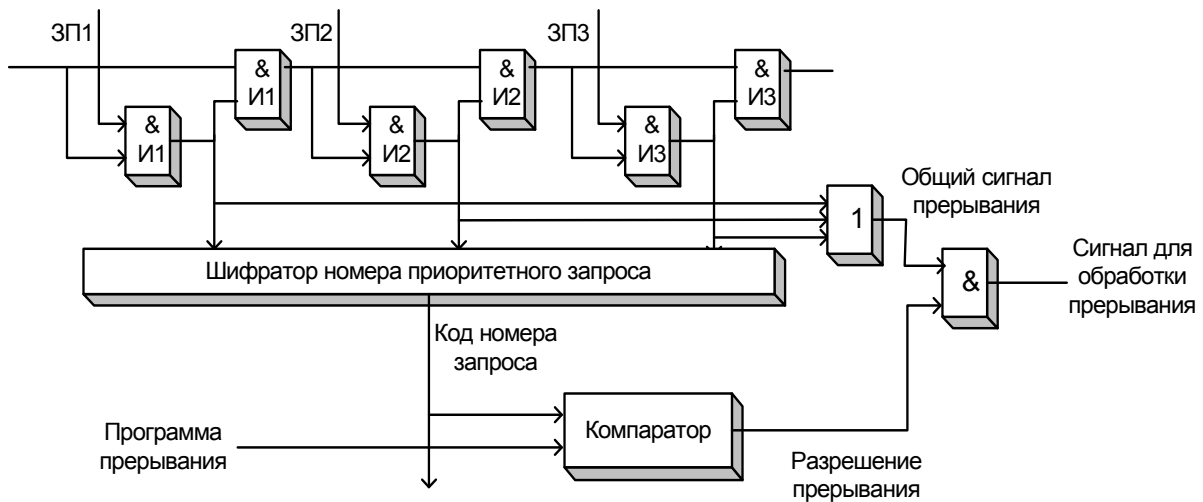 ЗП1
ЗП2
ЗП3
&
И1
&
И2
&
И3
&
И1
&
И2
&
И3
1
Общий сигнал
прерывания
&
Сигнал для
обработки
прерывания
Шифратор номера приоритетного запроса
Код номера
запроса
Программа
прерывания
Компаратор
Разрешение
прерывания